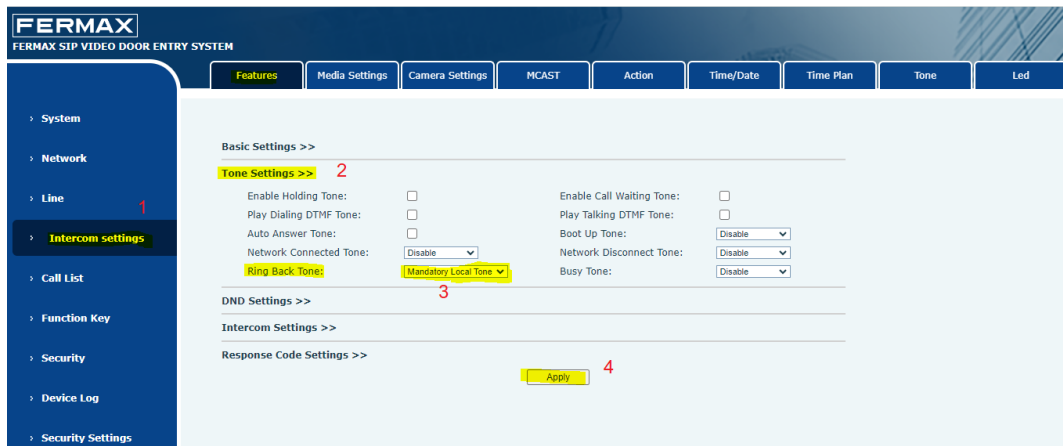 FERMAX
FERMAX SIP VIDEO DOOR ENTRY SYSTEM
Features Media Settings Camera Settings MCAST Action Time/Date Time Plan Tone Led
› System
› Network
› Line
1
› Intercom settings
› Call List
› Function Key
› Security
› Device Log
› Security Settings
Basic Settings >>
Tone Settings >> 2
Enable Holding Tone: Enable Call Waiting Tone:
Play Dialing DTMF Tone: Play Talking DTMF Tone:
Auto Answer Tone: Boot Up Tone: Disable
Network Connected Tone: Disable Network Disconnect Tone: Disable
Ring Back Tone: Mandatory Local Tone Busy Tone: Disable
3
DND Settings >>
Intercom Settings >>
Response Code Settings >>
Apply 4